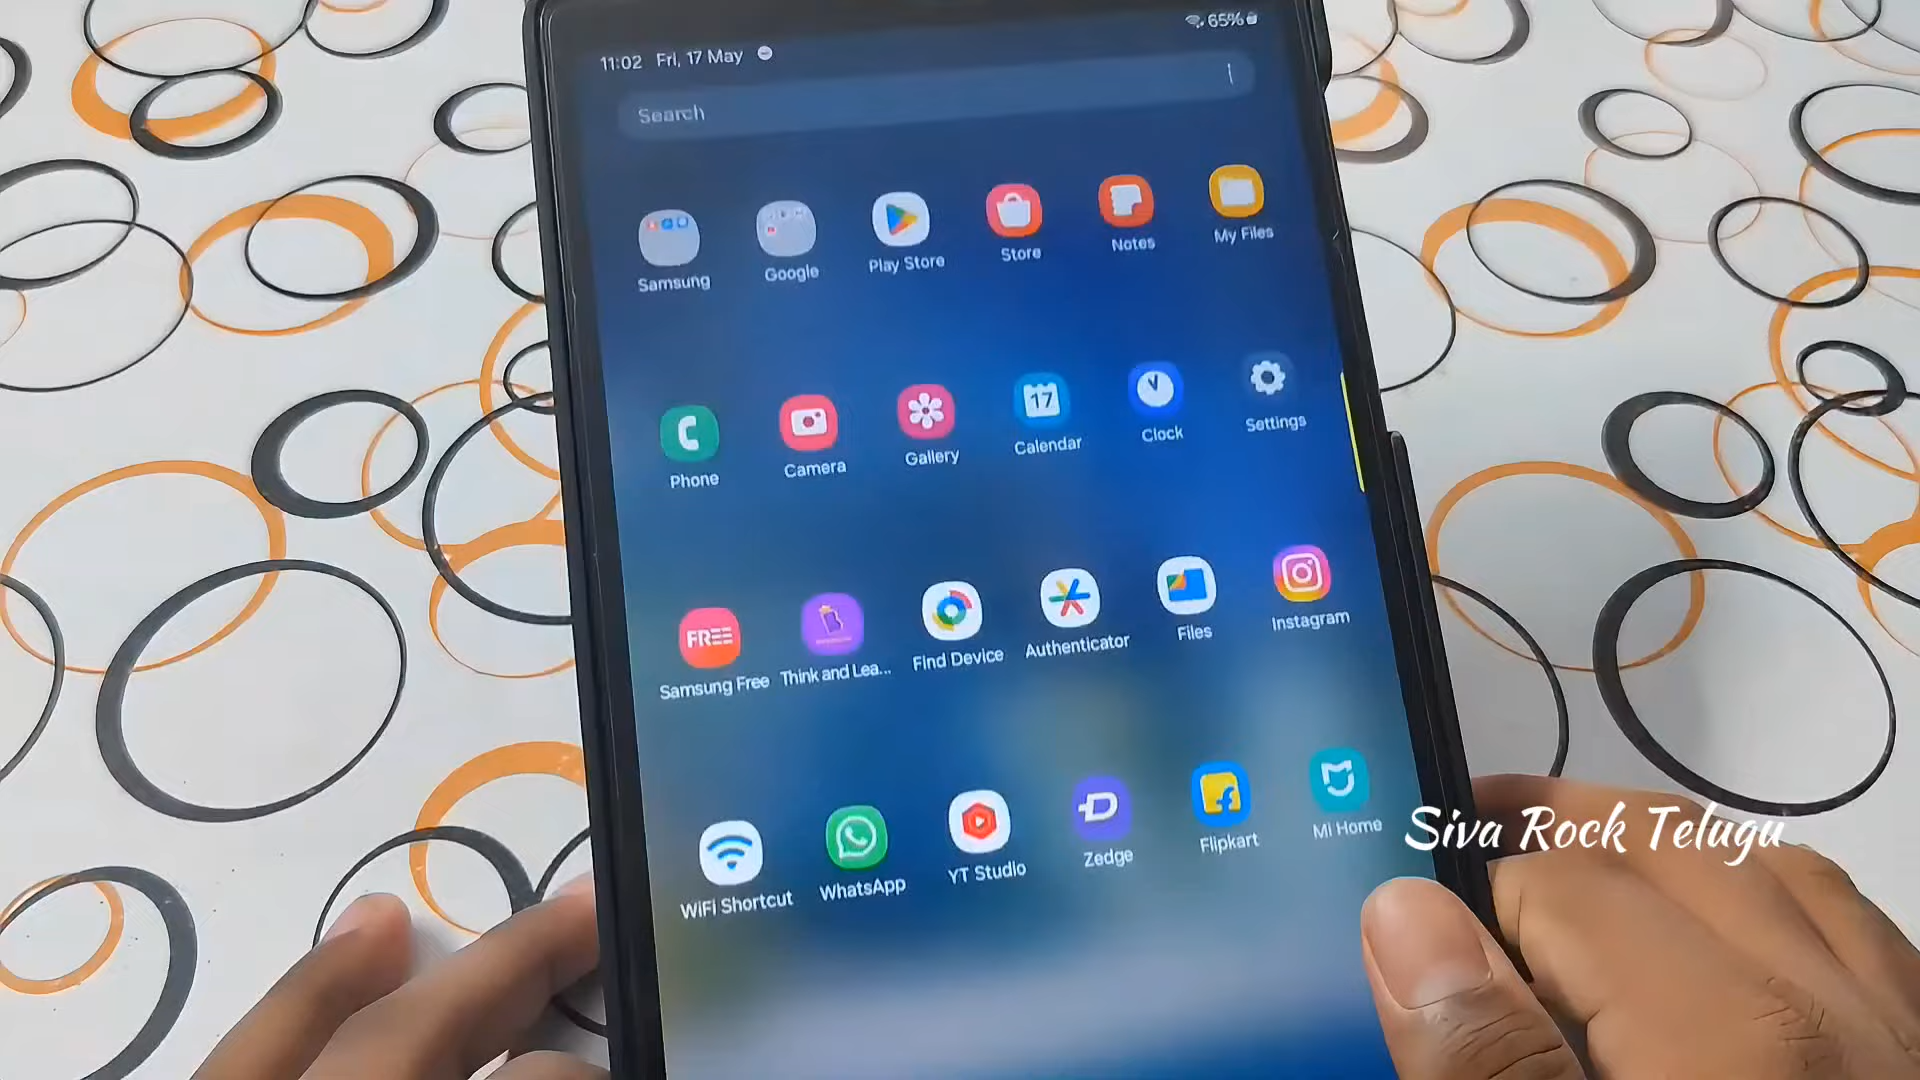 11:02 Fri, 17 May
65%
Search
Samsung
Google
Play Store
Store
Notes
My Files
Phone
Camera
Gallery
17
Calendar
Clock
Settings
FREE
Samsung Free
Think and Lea...
Find Device
Authenticator
Files
Instagram
WiFi Shortcut
WhatsApp
YT Studio
Zedge
Flipkart
Mi Home
Siva Rock Telugu